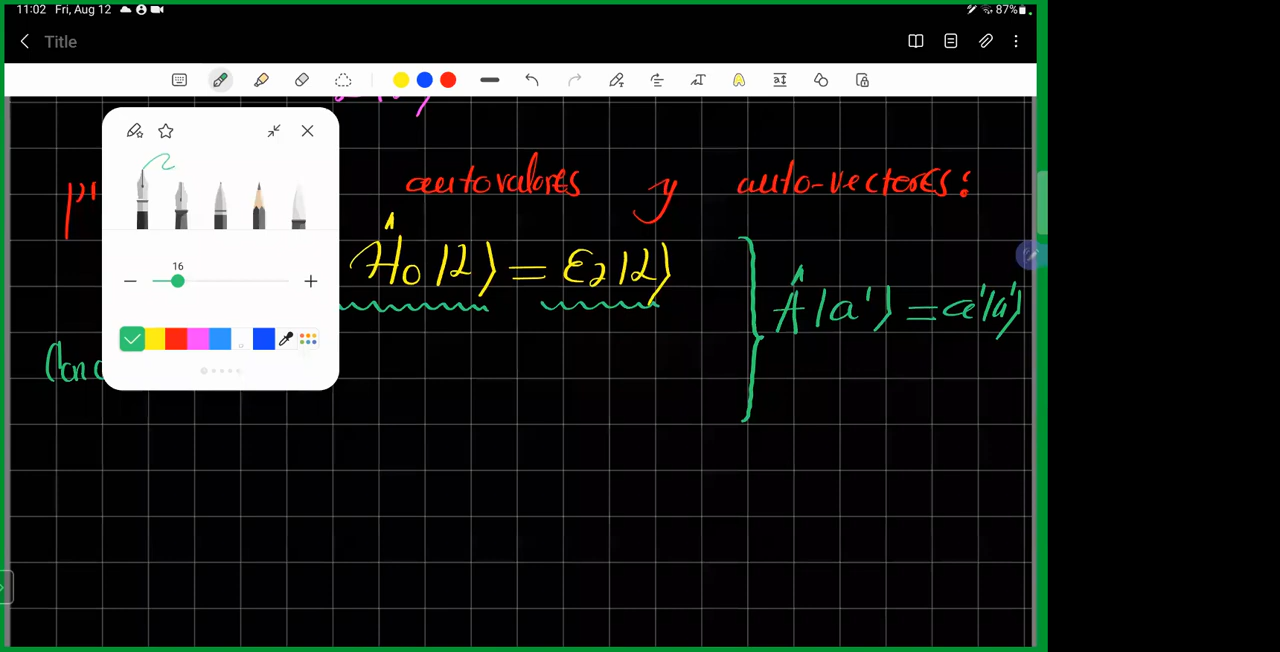 11:02 Fri, Aug 12 87%
Title
16
autovalores y auto-vectores:
Ĥ₀|2⟩ = ε₂|2⟩
Â|a'⟩ = a'|a'⟩